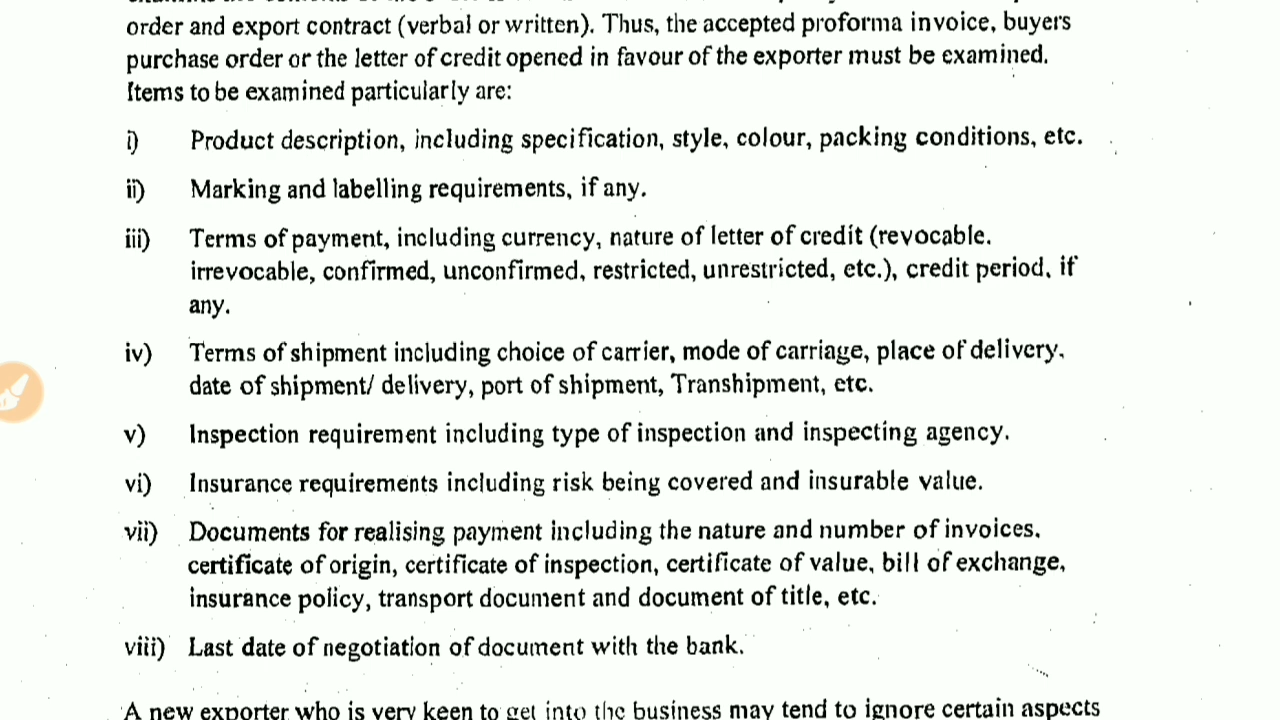 order and export contract (verbal or written). Thus, the accepted proforma invoice, buyers
purchase order or the letter of credit opened in favour of the exporter must be examined.
Items to be examined particularly are:
i) Product description, including specification, style, colour, packing conditions, etc.
ii) Marking and labelling requirements, if any.
iii) Terms of payment, including currency, nature of letter of credit (revocable.
irrevocable, confirmed, unconfirmed, restricted, unrestricted, etc.), credit period, if
any.
iv) Terms of shipment including choice of carrier, mode of carriage, place of delivery.
date of shipment/ delivery, port of shipment, Transhipment, etc.
v) Inspection requirement including type of inspection and inspecting agency.
vi) Insurance requirements including risk being covered and insurable value.
vii) Documents for realising payment including the nature and number of invoices.
certificate of origin, certificate of inspection, certificate of value, bill of exchange,
insurance policy, transport document and document of title, etc.
viii) Last date of negotiation of document with the bank.
A new exporter who is very keen to get into the business may tend to ignore certain aspects